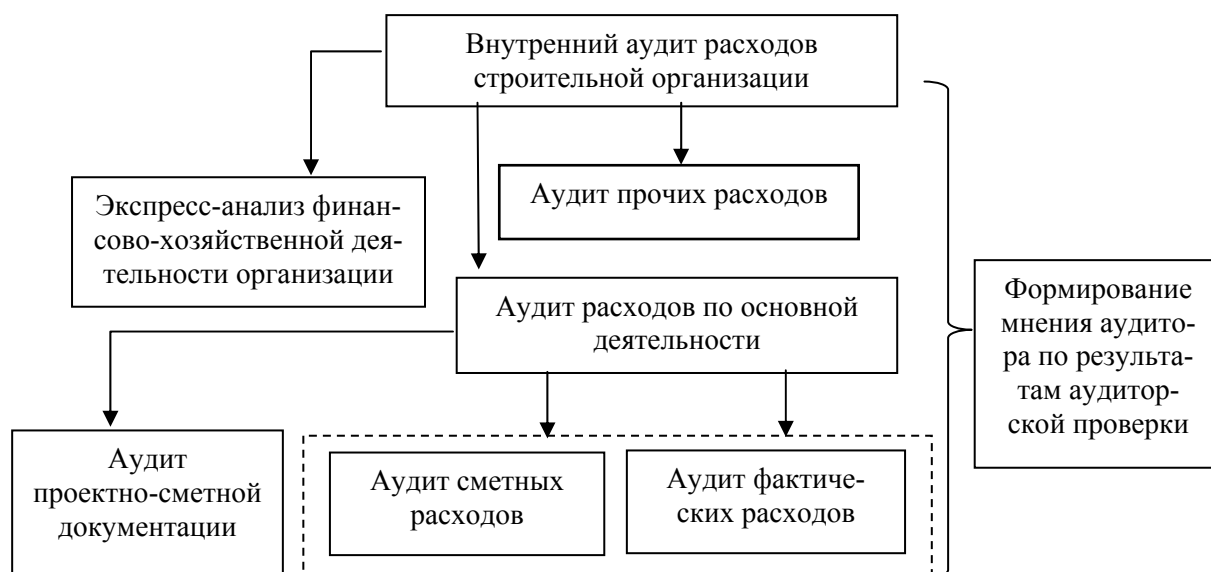 Внутренний аудит расходов
строительной организации
Аудит прочих расходов
Экспресс-анализ финан-
сово-хозяйственной дея-
тельности организации
Аудит расходов по основной
деятельности
Формирование
мнения аудито-
ра по результа-
там аудитор-
ской проверки
Аудит
проектно-сметной
документации
Аудит сметных
расходов
Аудит фактиче-
ских расходов